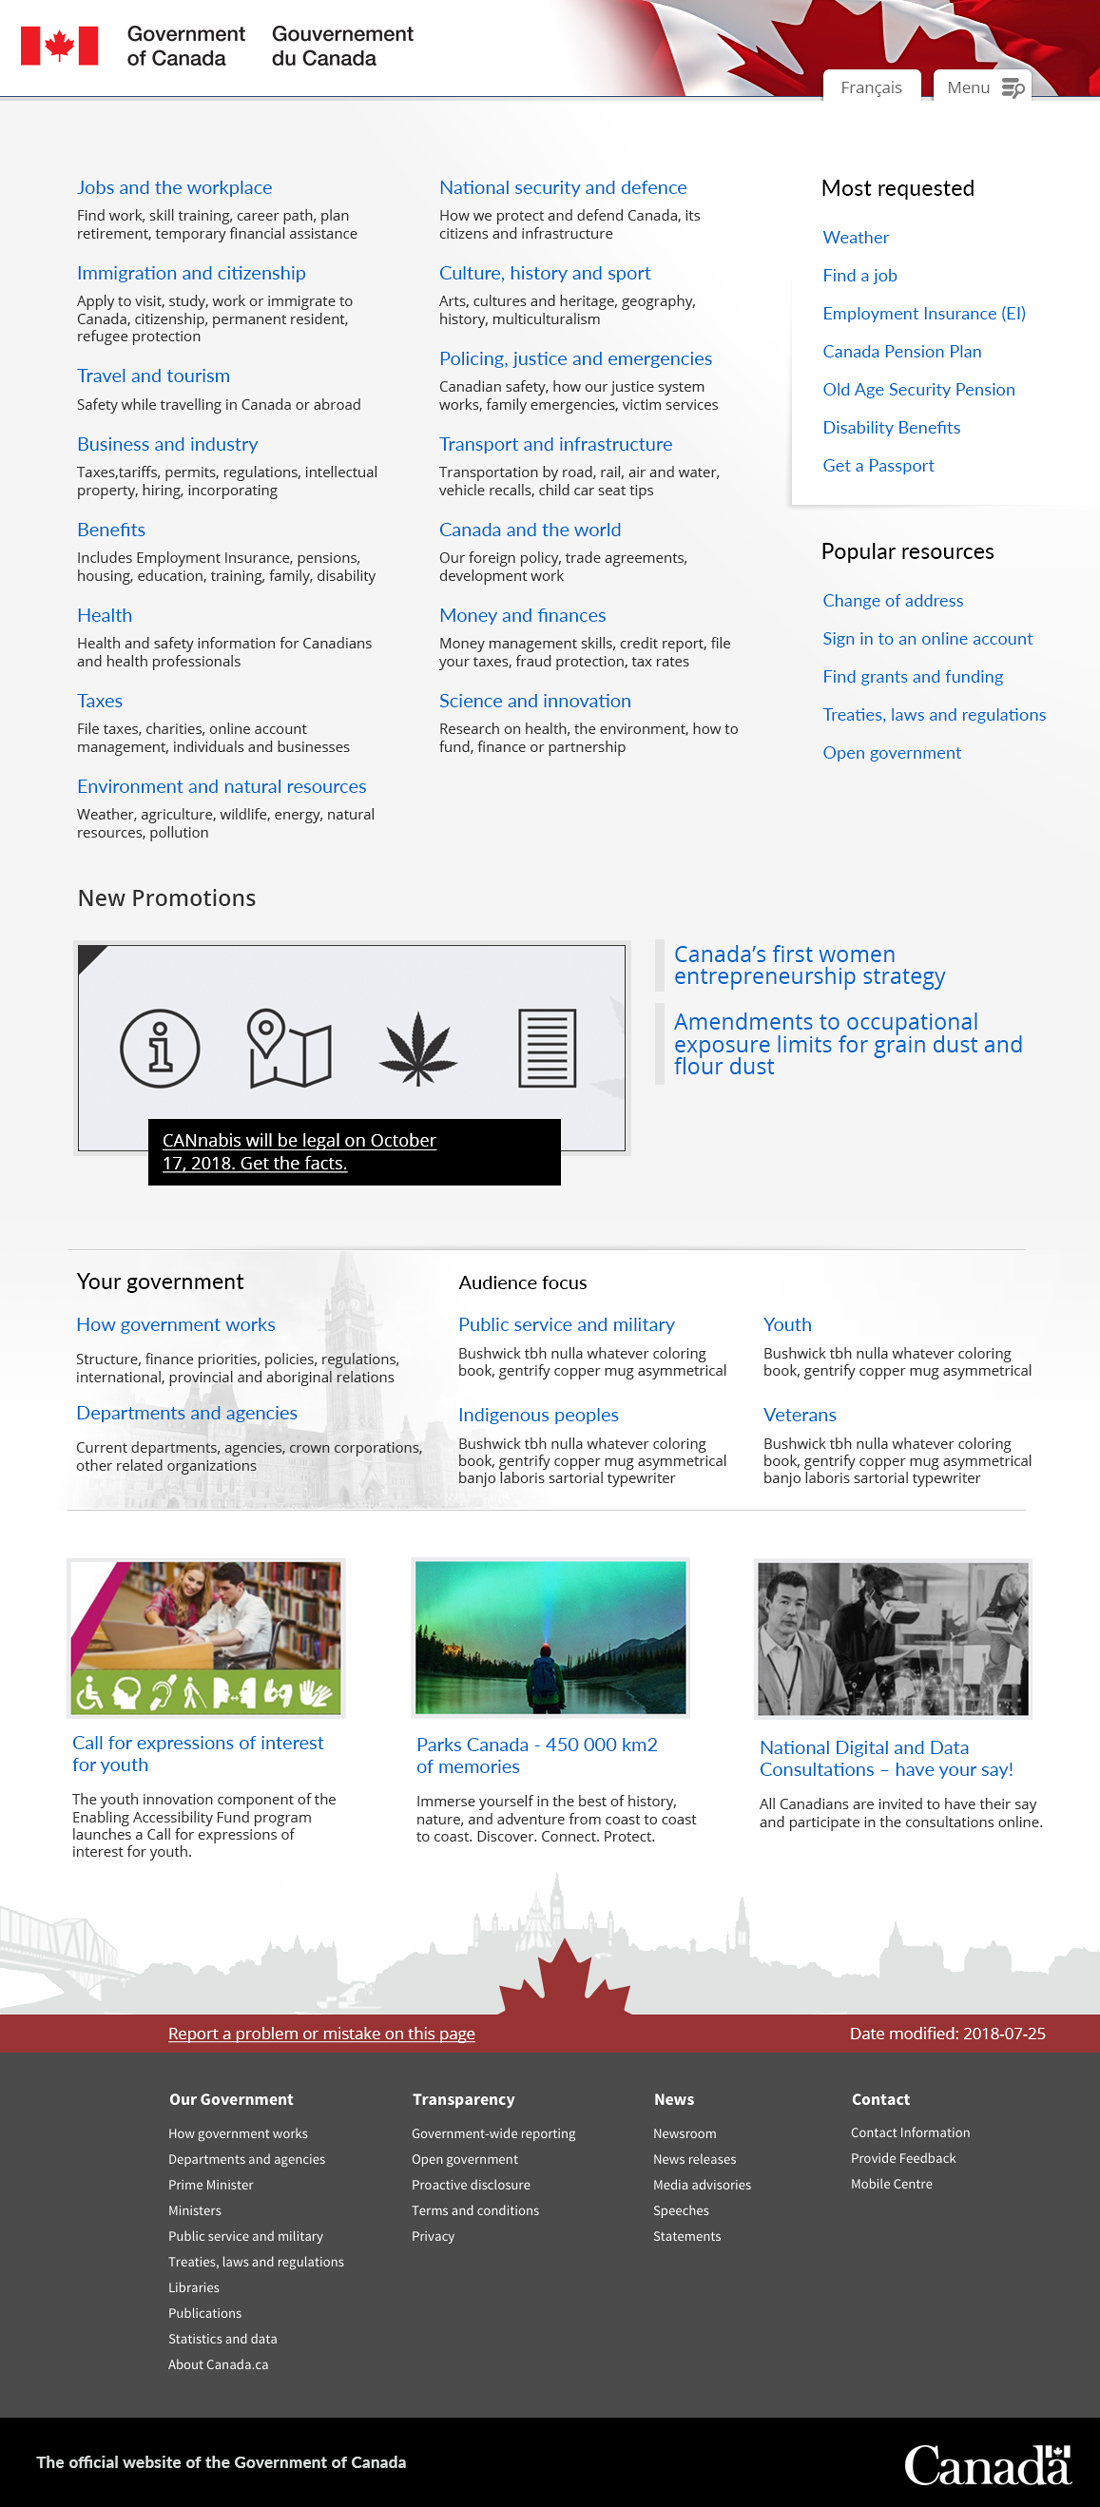 Government
of Canada
Gouvernement
du Canada
Français
Menu
Jobs and the workplace
Find work, skill training, career path, plan
retirement, temporary financial assistance
Immigration and citizenship
Apply to visit, study, work or immigrate to
Canada, citizenship, permanent resident,
refugee protection
Travel and tourism
Safety while travelling in Canada or abroad
Business and industry
Taxes,tariffs, permits, regulations, intellectual
property, hiring, incorporating
Benefits
Includes Employment Insurance, pensions,
housing, education, training, family, disability
Health
Health and safety information for Canadians
and health professionals
Taxes
File taxes, charities, online account
management, individuals and businesses
Environment and natural resources
Weather, agriculture, wildlife, energy, natural
resources, pollution
National security and defence
How we protect and defend Canada, its
citizens and infrastructure
Culture, history and sport
Arts, cultures and heritage, geography,
history, multiculturalism
Policing, justice and emergencies
Canadian safety, how our justice system
works, family emergencies, victim services
Transport and infrastructure
Transportation by road, rail, air and water,
vehicle recalls, child car seat tips
Canada and the world
Our foreign policy, trade agreements,
development work
Money and finances
Money management skills, credit report, file
your taxes, fraud protection, tax rates
Science and innovation
Research on health, the environment, how to
fund, finance or partnership
Most requested
Weather
Find a job
Employment Insurance (EI)
Canada Pension Plan
Old Age Security Pension
Disability Benefits
Get a Passport
Popular resources
Change of address
Sign in to an online account
Find grants and funding
Treaties, laws and regulations
Open government
New Promotions
CANnabis will be legal on October
17, 2018. Get the facts.
Canada’s first women
entrepreneurship strategy
Amendments to occupational
exposure limits for grain dust and
flour dust
Your government
How government works
Structure, finance priorities, policies, regulations,
international, provincial and aboriginal relations
Departments and agencies
Current departments, agencies, crown corporations,
other related organizations
Audience focus
Public service and military
Bushwick tbh nulla whatever coloring
book, gentrify copper mug asymmetrical
Indigenous peoples
Bushwick tbh nulla whatever coloring
book, gentrify copper mug asymmetrical
banjo laboris sartorial typewriter
Youth
Bushwick tbh nulla whatever coloring
book, gentrify copper mug asymmetrical
Veterans
Bushwick tbh nulla whatever coloring
book, gentrify copper mug asymmetrical
banjo laboris sartorial typewriter
Call for expressions of interest
for youth
The youth innovation component of the
Enabling Accessibility Fund program
launches a Call for expressions of
interest for youth.
Parks Canada - 450 000 km2
of memories
Immerse yourself in the best of history,
nature, and adventure from coast to coast
to coast. Discover. Connect. Protect.
National Digital and Data
Consultations – have your say!
All Canadians are invited to have their say
and participate in the consultations online.
Report a problem or mistake on this page
Date modified: 2018-07-25
Our Government
How government works
Departments and agencies
Prime Minister
Ministers
Public service and military
Treaties, laws and regulations
Libraries
Publications
Statistics and data
About Canada.ca
Transparency
Government-wide reporting
Open government
Proactive disclosure
Terms and conditions
Privacy
News
Newsroom
News releases
Media advisories
Speeches
Statements
Contact
Contact Information
Provide Feedback
Mobile Centre
The official website of the Government of Canada
Canada